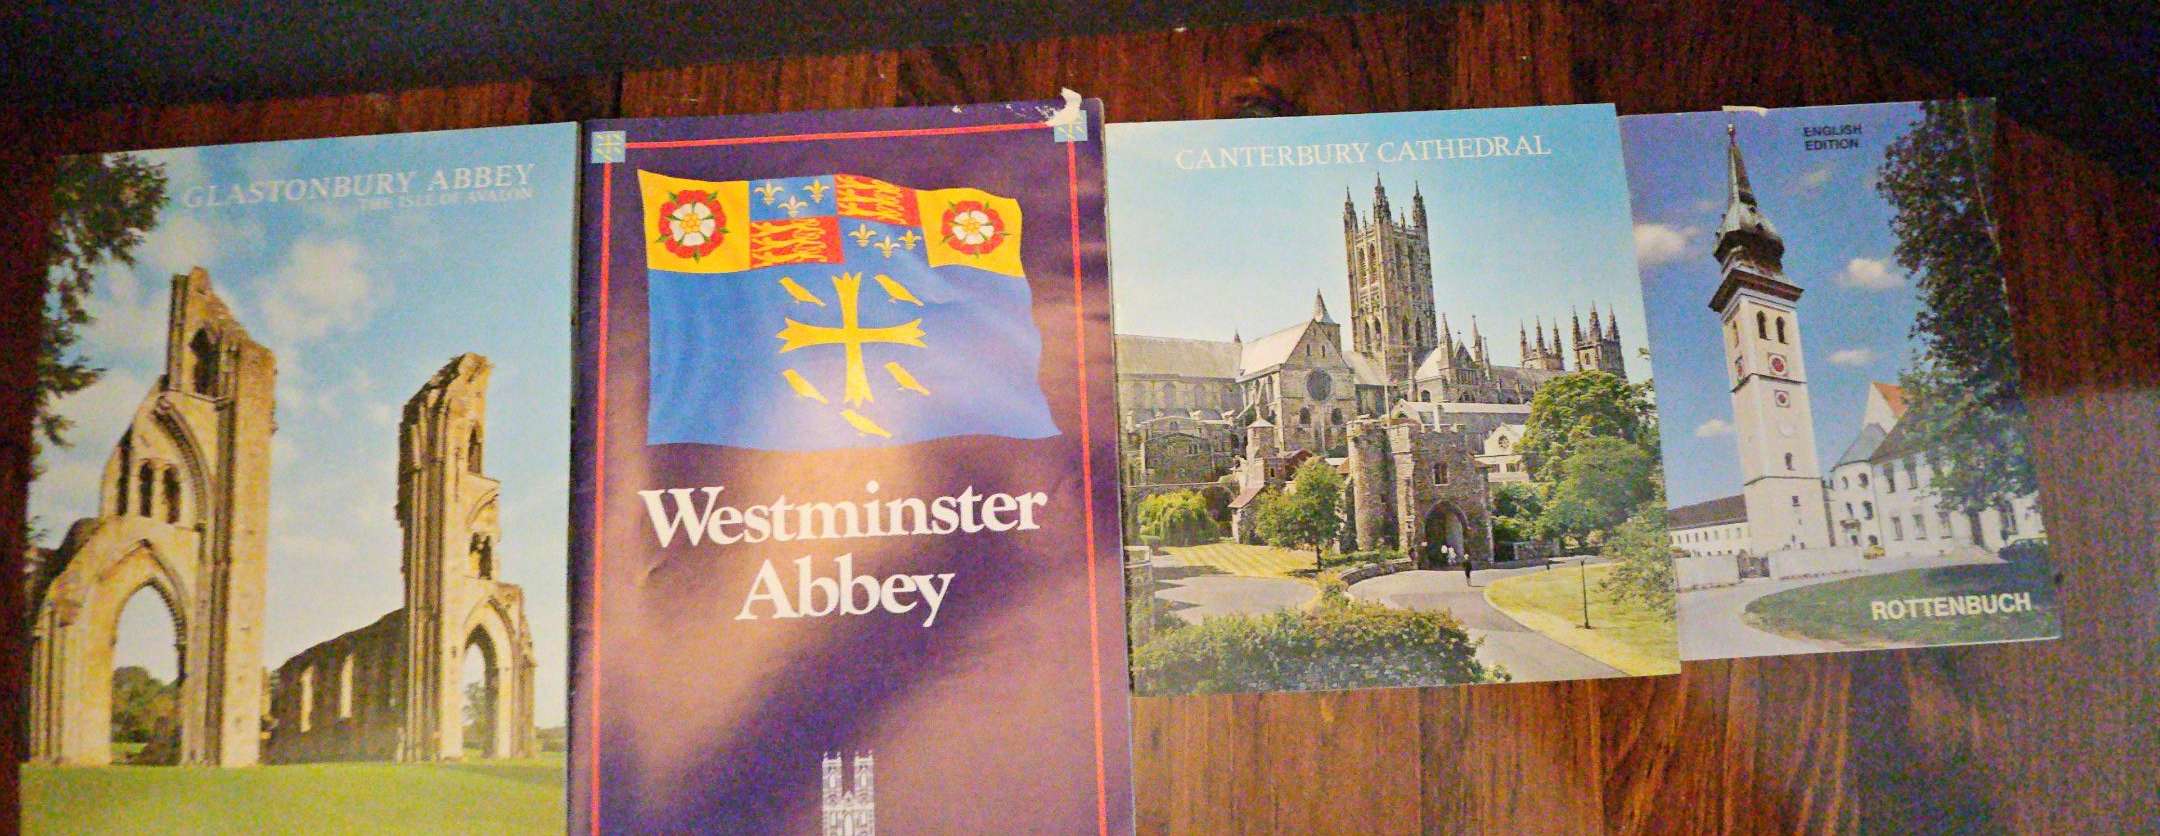 GLASTONBURY ABBEY
THE ISLE OF AVALON
Westminster
Abbey
CANTERBURY CATHEDRAL
ENGLISH
EDITION
ROTTENBUCH